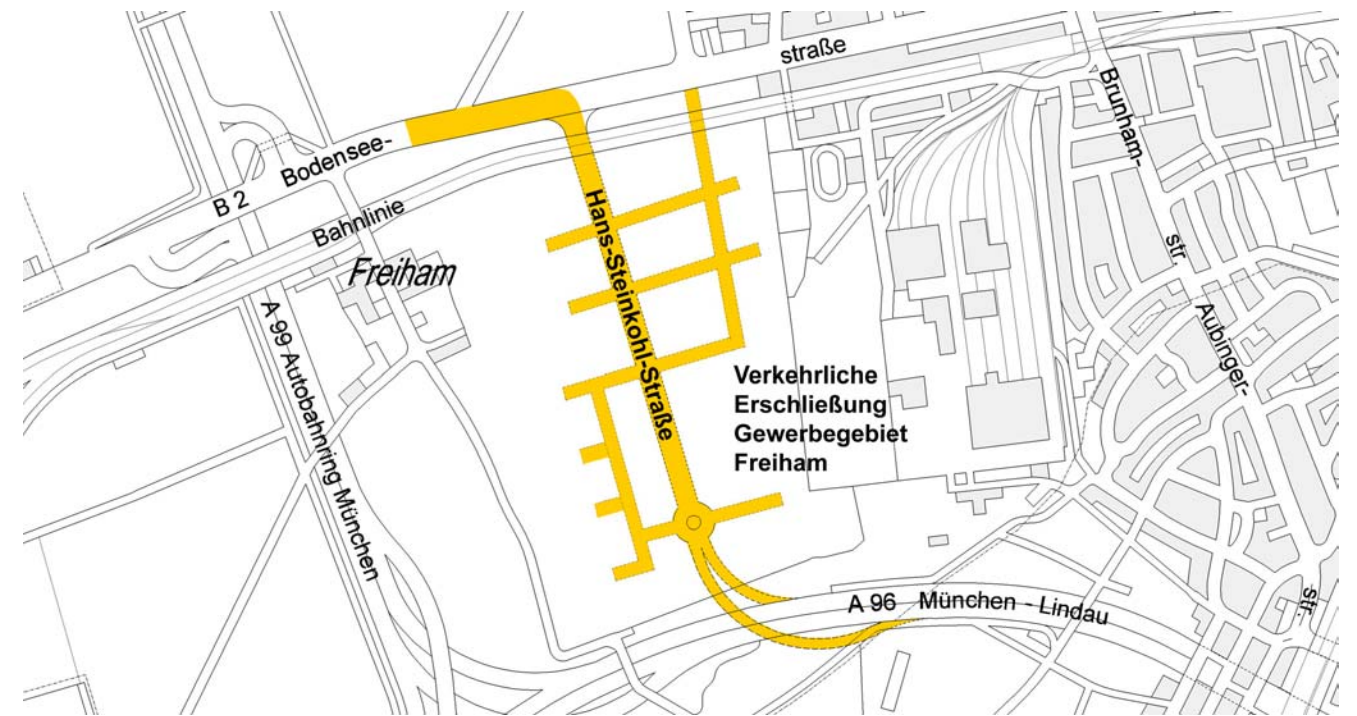 straße
Brunham-
Bodensee-
B 2
Bahnlinie
Freiham
Hans-Steinkohl-Straße
str.
A 99 Autobahnring München
Aubinger-
Verkehrliche
Erschließung
Gewerbegebiet
Freiham
A 96 München - Lindau
str.